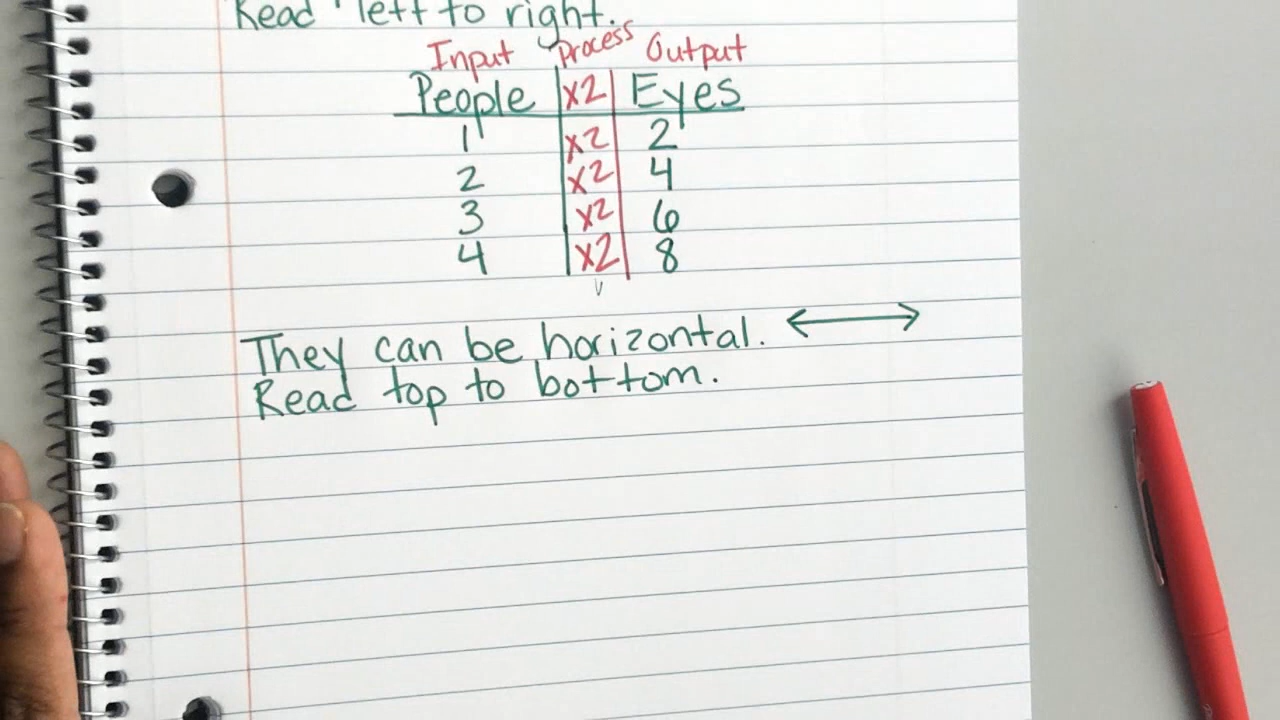 Read left to right.
Input Process Output
People x2 Eyes
1 x2 2
2 x2 4
3 x2 6
4 x2 8
They can be horizontal.
Read top to bottom.